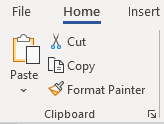 File Home Insert
Cut
Copy
Paste
Format Painter
Clipboard